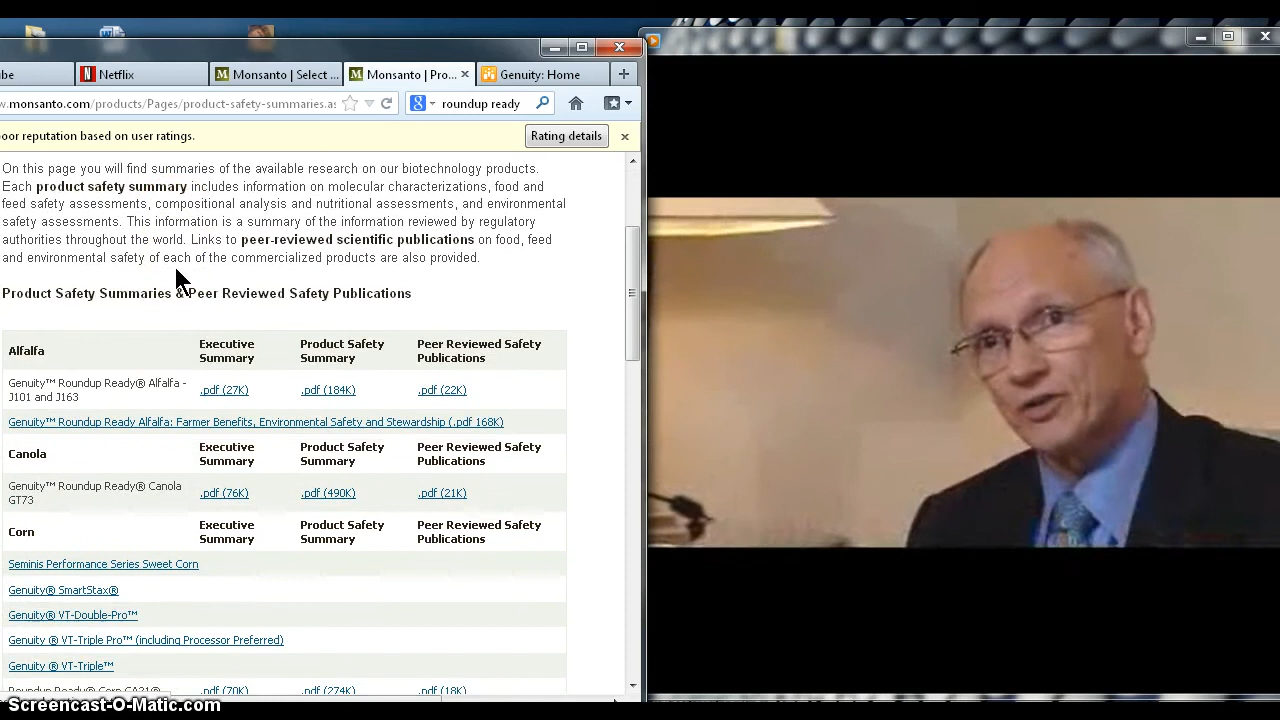 be
Netflix
Monsanto | Select ...
Monsanto | Pro...
Genuity: Home
w.monsanto.com/products/Pages/product-safety-summaries.as
roundup ready
oor reputation based on user ratings.
Rating details
On this page you will find summaries of the available research on our biotechnology products.
Each product safety summary includes information on molecular characterizations, food and
feed safety assessments, compositional analysis and nutritional assessments, and environmental
safety assessments. This information is a summary of the information reviewed by regulatory
authorities throughout the world. Links to peer-reviewed scientific publications on food, feed
and environmental safety of each of the commercialized products are also provided.
Product Safety Summaries & Peer Reviewed Safety Publications
Alfalfa
Executive Summary
Product Safety Summary
Peer Reviewed Safety Publications
Genuity™ Roundup Ready® Alfalfa -
J101 and J163
.pdf (27K)
.pdf (184K)
.pdf (22K)
Genuity™ Roundup Ready Alfalfa: Farmer Benefits, Environmental Safety and Stewardship (.pdf 168K)
Canola
Executive Summary
Product Safety Summary
Peer Reviewed Safety Publications
Genuity™ Roundup Ready® Canola
GT73
.pdf (76K)
.pdf (490K)
.pdf (21K)
Corn
Executive Summary
Product Safety Summary
Peer Reviewed Safety Publications
Seminis Performance Series Sweet Corn
Genuity® SmartStax®
Genuity® VT-Double-Pro™
Genuity ® VT-Triple Pro™ (including Processor Preferred)
Genuity ® VT-Triple™
Roundup Ready® Corn GA21®
.pdf (70K)
.pdf (274K)
.pdf (18K)
Screencast-O-Matic.com